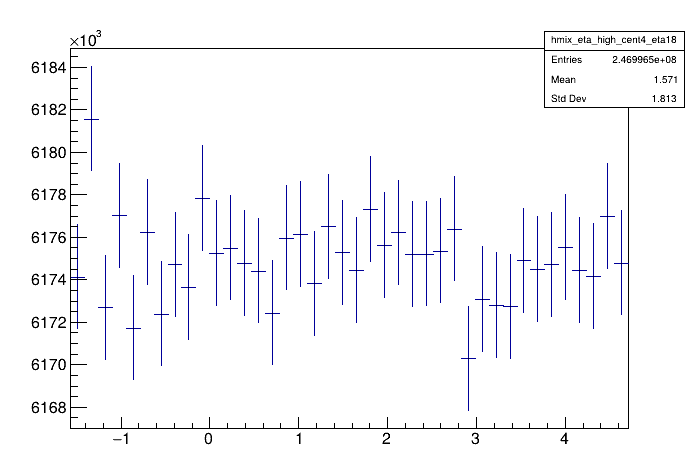 ×10³
hmix_eta_high_cent4_eta18
Entries 2.469965e+08
Mean 1.571
Std Dev 1.813
6184
6182
6180
6178
6176
6174
6172
6170
6168
−1 0 1 2 3 4